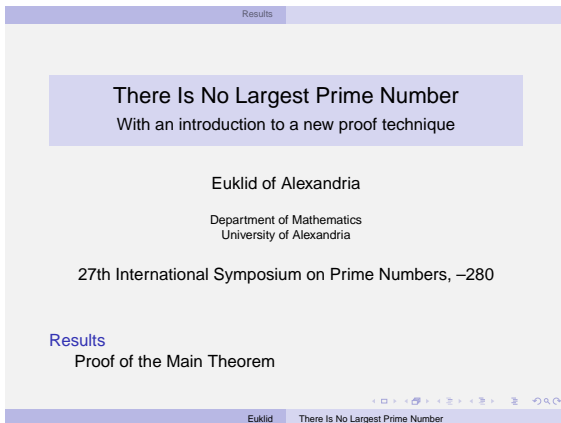 Results
There Is No Largest Prime Number
With an introduction to a new proof technique
Euklid of Alexandria
Department of Mathematics
University of Alexandria
27th International Symposium on Prime Numbers, –280
Results
Proof of the Main Theorem
Euklid There Is No Largest Prime Number